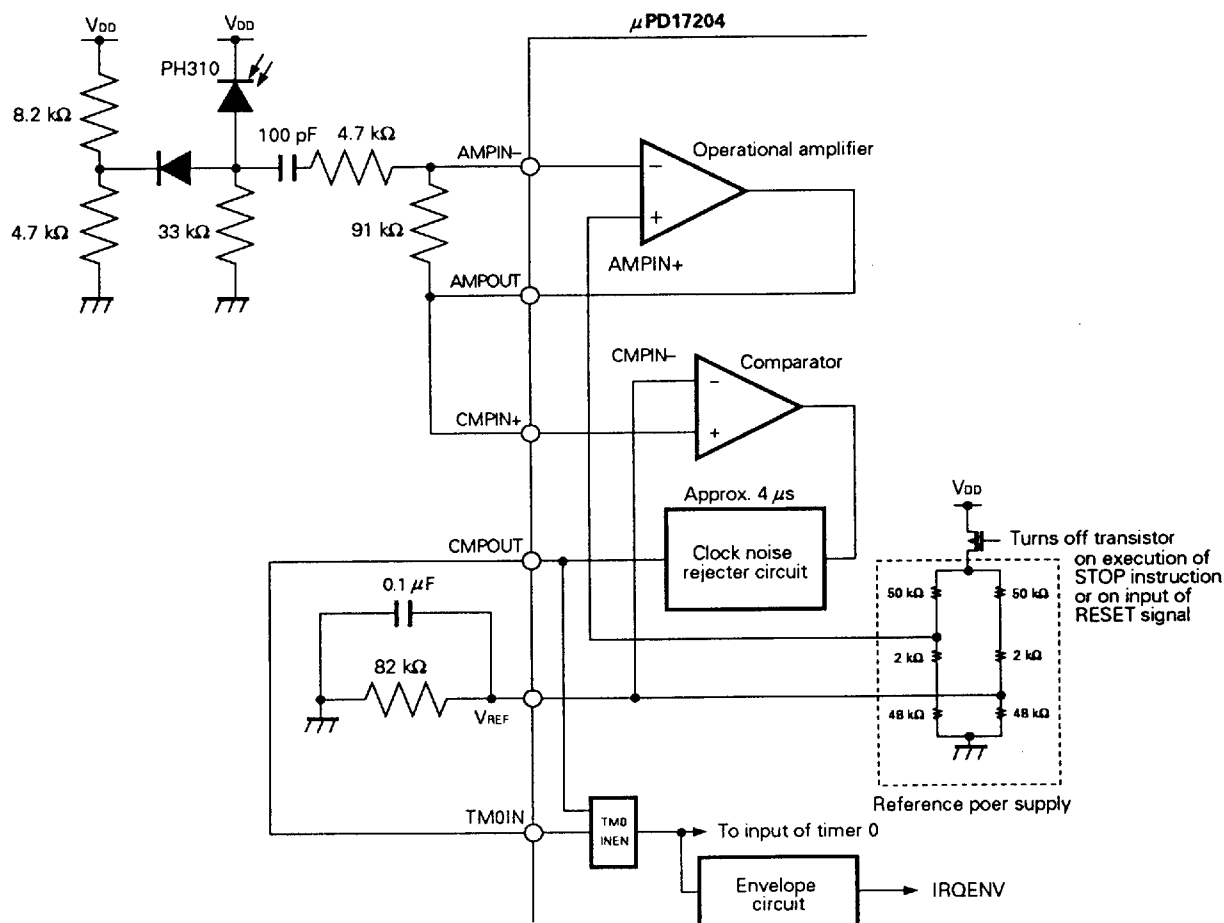 μPD17204
VDD
VDD
PH310
8.2 kΩ
100 pF
4.7 kΩ
AMPIN–
Operational amplifier
–
+
4.7 kΩ
33 kΩ
91 kΩ
AMPIN+
AMPOUT
CMPIN–
Comparator
–
+
CMPIN+
Approx. 4 μs
VDD
CMPOUT
Clock noise
rejecter circuit
Turns off transistor
on execution of
STOP instruction
or on input of
RESET signal
0.1 μF
50 kΩ
50 kΩ
82 kΩ
2 kΩ
2 kΩ
VREF
48 kΩ
48 kΩ
Reference poer supply
TM0IN
TM0
INEN
To input of timer 0
Envelope
circuit
IRQENV